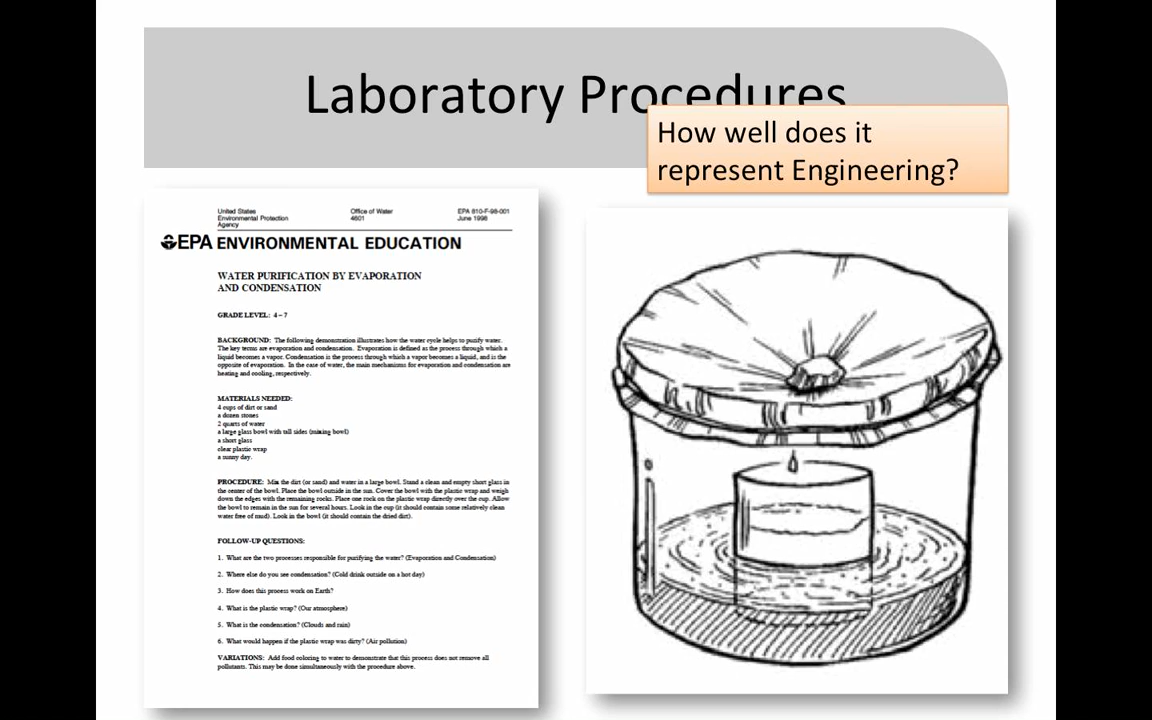 Laboratory Procedures
How well does it
represent Engineering?
United States
Environmental Protection
Agency
Office of Water
4601
EPA 810-F-98-001
June 1998
EPA ENVIRONMENTAL EDUCATION
WATER PURIFICATION BY EVAPORATION
AND CONDENSATION
GRADE LEVEL: 4 – 7
BACKGROUND: The following demonstration illustrates how the water cycle helps to purify water.
The key terms are evaporation and condensation. Evaporation is defined as the process through which a
liquid becomes a vapor. Condensation is the process through which a vapor becomes a liquid, and is the
opposite of evaporation. In the case of water, the main mechanisms for evaporation and condensation are
heating and cooling, respectively.
MATERIALS NEEDED:
4 cups of dirt or sand
a dozen stones
2 quarts of water
a large glass bowl with tall sides (mixing bowl)
a short glass
clear plastic wrap
a sunny day.
PROCEDURE: Mix the dirt (or sand) and water in a large bowl. Stand a clean and empty short glass in
the center of the bowl. Place the bowl outside in the sun. Cover the bowl with the plastic wrap and weigh
down the edges with the remaining rocks. Place one rock on the plastic wrap directly over the cup. Allow
the bowl to remain in the sun for several hours. Look in the cup (it should contain some relatively clean
water free of mud). Look in the bowl (it should contain the dried dirt).
FOLLOW-UP QUESTIONS:
1. What are the two processes responsible for purifying the water? (Evaporation and Condensation)
2. Where else do you see condensation? (Cold drink outside on a hot day)
3. How does this process work on Earth?
4. What is the plastic wrap? (Our atmosphere)
5. What is the condensation? (Clouds and rain)
6. What would happen if the plastic wrap was dirty? (Air pollution)
VARIATIONS: Add food coloring to water to demonstrate that this process does not remove all
pollutants. This may be done simultaneously with the procedure above.